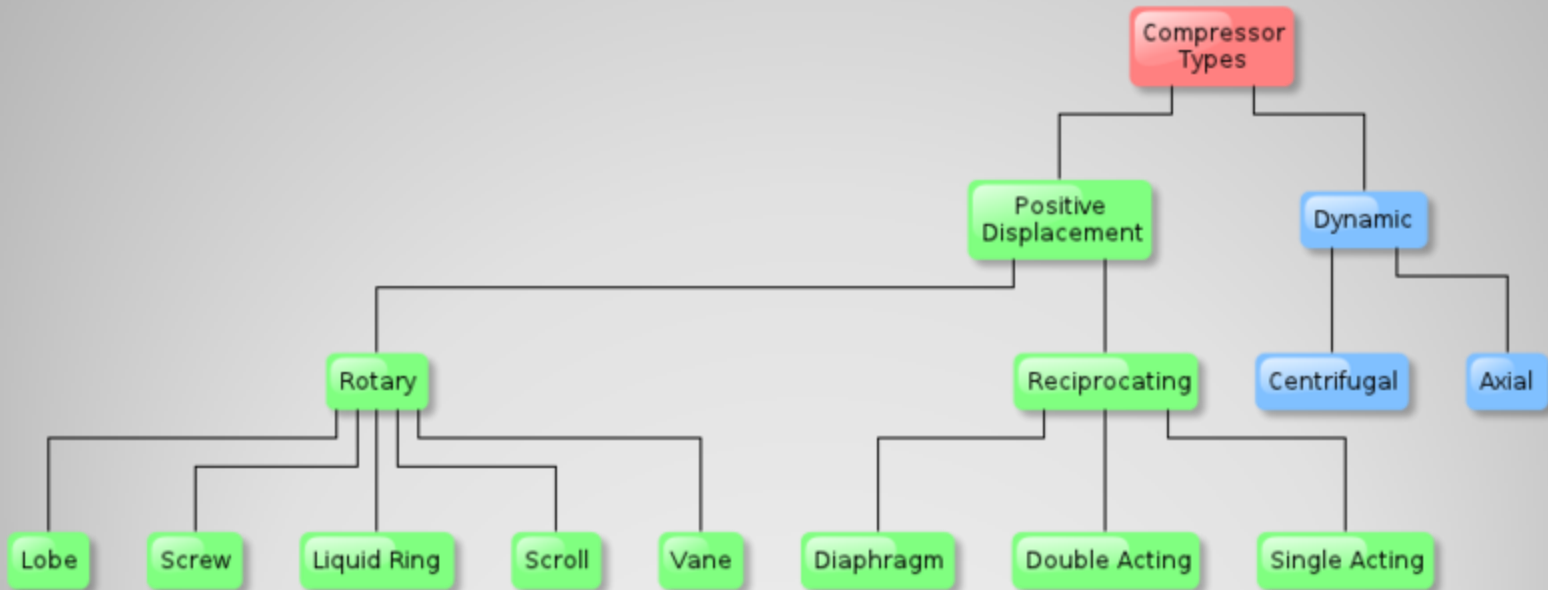 Compressor
Types
Positive
Displacement
Dynamic
Rotary
Reciprocating
Centrifugal
Axial
Lobe
Screw
Liquid Ring
Scroll
Vane
Diaphragm
Double Acting
Single Acting